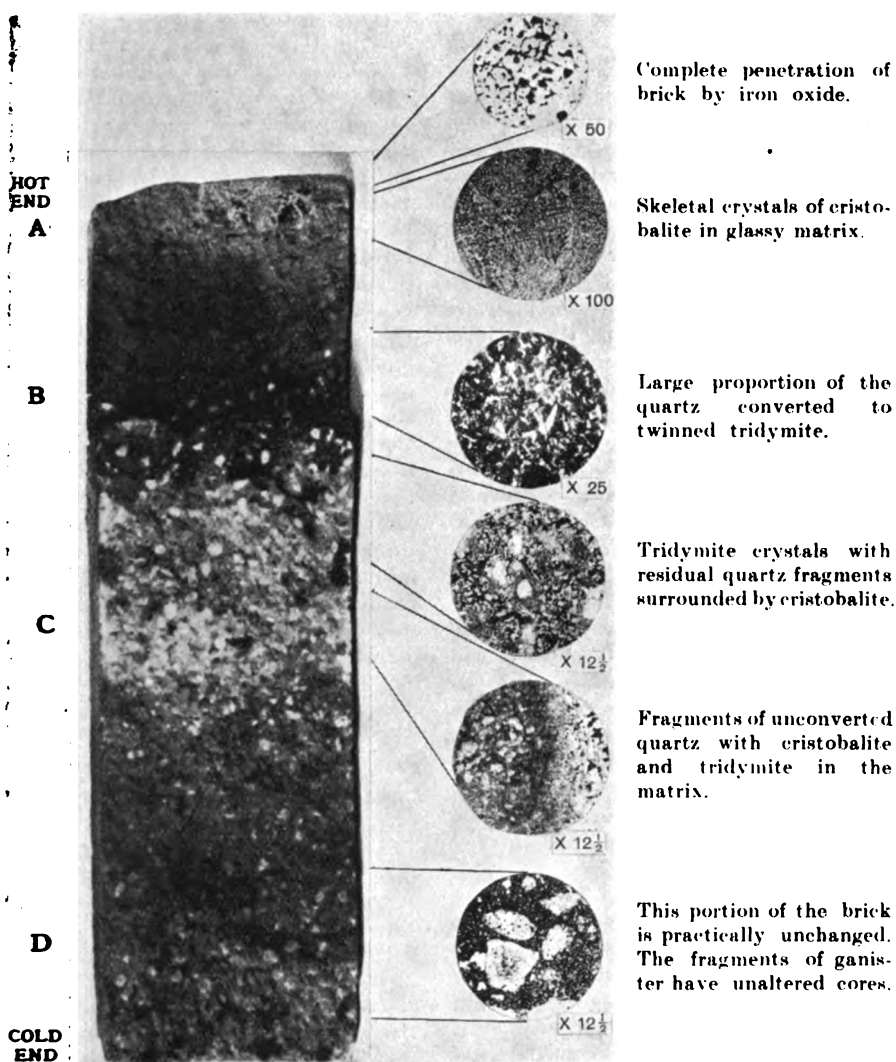 Complete penetration of
brick by iron oxide.
X 50
HOT
END
A
Skeletal crystals of cristo-
balite in glassy matrix.
X 100
B
Large proportion of the
quartz converted to
twinned tridymite.
X 25
Tridymite crystals with
residual quartz fragments
surrounded by cristobalite.
X 12½
C
Fragments of unconverted
quartz with cristobalite
and tridymite in the
matrix.
X 12½
D
This portion of the brick
is practically unchanged.
The fragments of ganis-
ter have unaltered cores.
X 12½
COLD
END